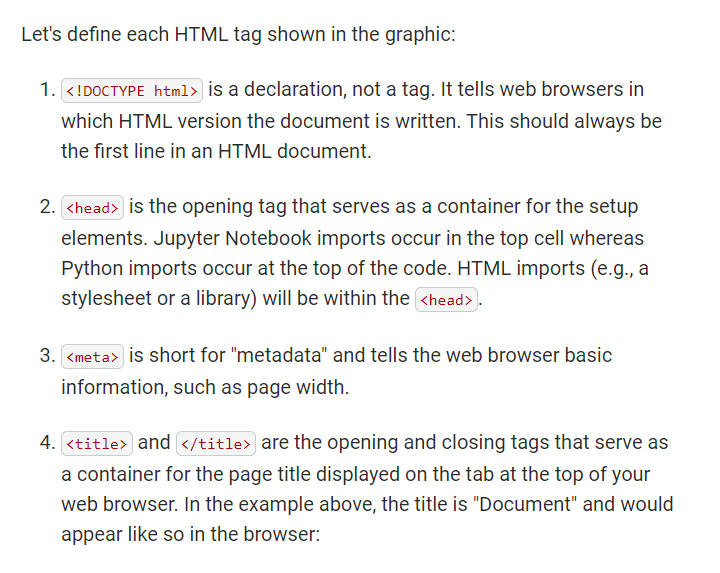 Let's define each HTML tag shown in the graphic:
1. <!DOCTYPE html> is a declaration, not a tag. It tells web browsers in
which HTML version the document is written. This should always be
the first line in an HTML document.
2. <head> is the opening tag that serves as a container for the setup
elements. Jupyter Notebook imports occur in the top cell whereas
Python imports occur at the top of the code. HTML imports (e.g., a
stylesheet or a library) will be within the <head>.
3. <meta> is short for "metadata" and tells the web browser basic
information, such as page width.
4. <title> and </title> are the opening and closing tags that serve as
a container for the page title displayed on the tab at the top of your
web browser. In the example above, the title is "Document" and would
appear like so in the browser: